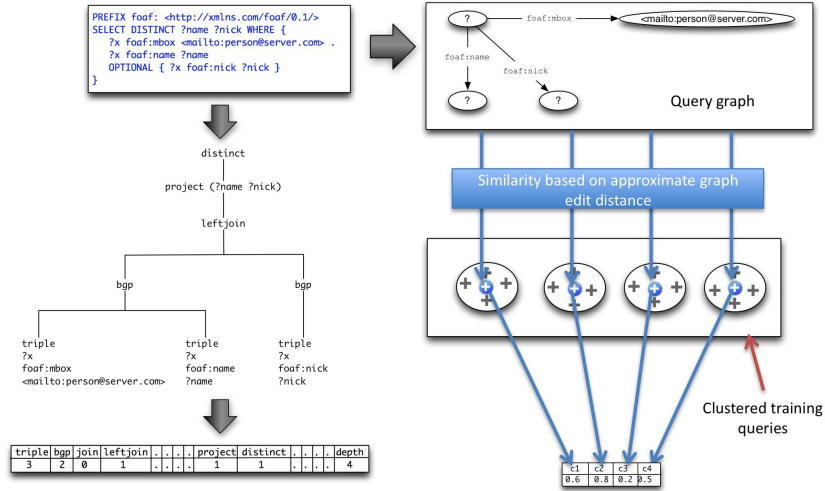 PREFIX foaf: <http://xmlns.com/foaf/0.1/>
SELECT DISTINCT ?name ?nick WHERE {
?x foaf:mbox <mailto:person@server.com> .
?x foaf:name ?name
OPTIONAL { ?x foaf:nick ?nick }
}
distinct
project (?name ?nick)
leftjoin
bgp bgp
triple triple triple
?x ?x ?x
foaf:mbox foaf:name foaf:nick
<mailto:person@server.com> ?name ?nick
triple bgp join leftjoin . . . . project distinct . . . . depth
3 2 0 1 . . . . 1 1 . . . . 4
? foaf:mbox <mailto:person@server.com>
foaf:name
foaf:nick
? ?
Query graph
Similarity based on approximate graph
edit distance
Clustered training
queries
c1 c2 c3 c4
0.6 0.8 0.2 0.5